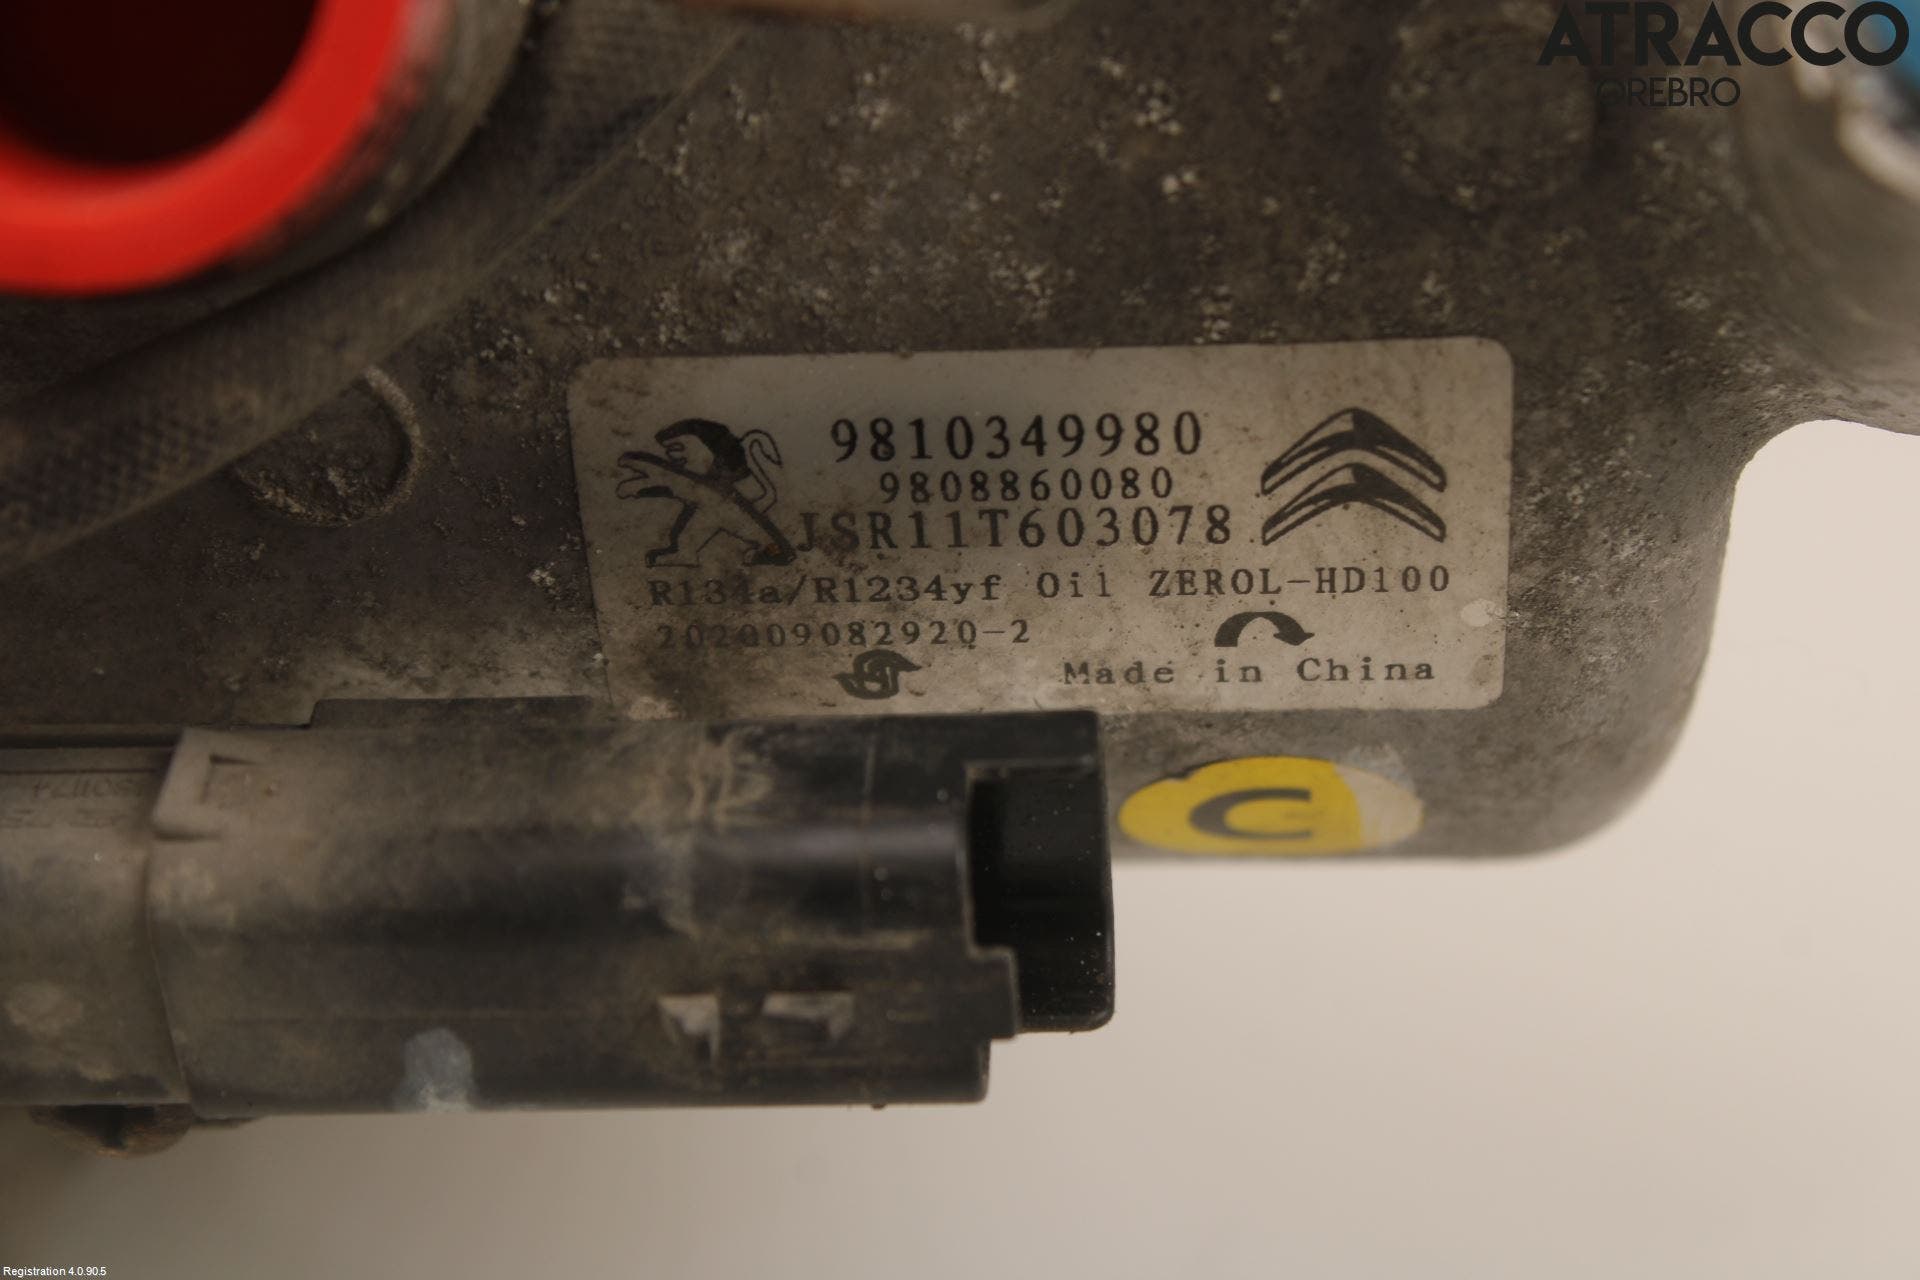 ATRACCO
ÖREBRO
9810349980
9808860080
JSR11T603078
R134a/R1234yf Oil ZEROL-HD100
202009082920-2
Made in China
C
Registration 4.0.90.5